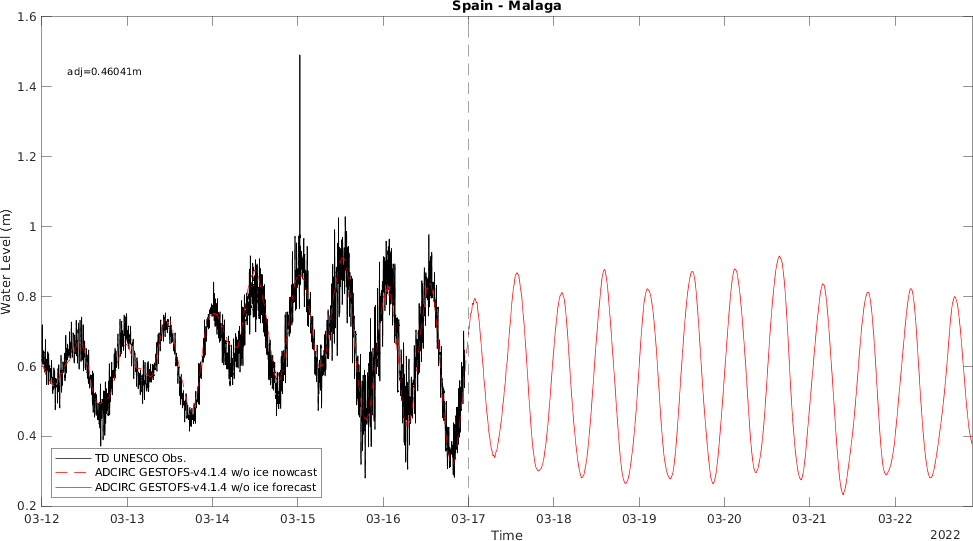 Spain - Malaga
adj=0.46041m
Water Level (m)
1.6
1.4
1.2
1
0.8
0.6
0.4
0.2
TD UNESCO Obs.
ADCIRC GESTOFS-v4.1.4 w/o ice nowcast
ADCIRC GESTOFS-v4.1.4 w/o ice forecast
03-12 03-13 03-14 03-15 03-16 03-17 03-18 03-19 03-20 03-21 03-22
Time
2022